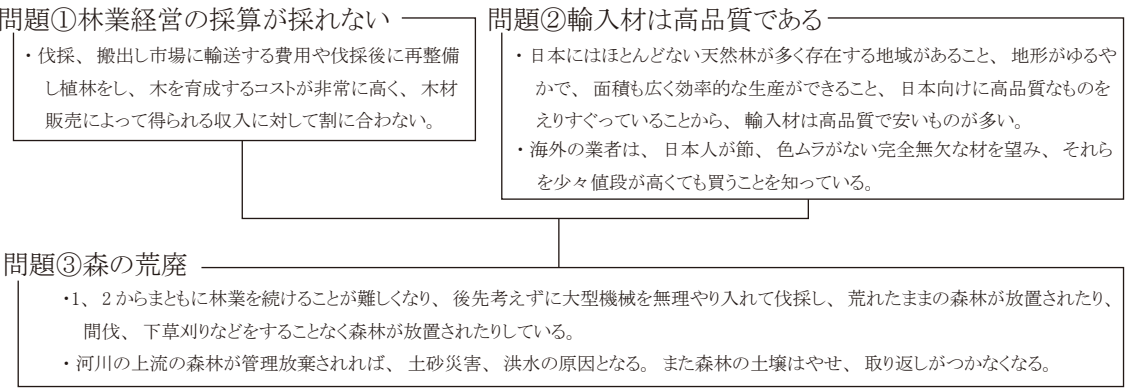 問題①林業経営の採算が採れない
・伐採、搬出し市場に輸送する費用や伐採後に再整備
し植林をし、木を育成するコストが非常に高く、木材
販売によって得られる収入に対して割に合わない。
問題②輸入材は高品質である
・日本にはほとんどない天然林が多く存在する地域があること、地形がゆるや
かで、面積も広く効率的な生産ができること、日本向けに高品質なものを
えりすぐっていることから、輸入材は高品質で安いものが多い。
・海外の業者は、日本人が節、色ムラがない完全無欠な材を望み、それら
を少々値段が高くても買うことを知っている。
問題③森の荒廃
・1、2からまともに林業を続けることが難しくなり、後先考えずに大型機械を無理やり入れて伐採し、荒れたままの森林が放置されたり、
間伐、下草刈りなどをすることなく森林が放置されたりしている。
・河川の上流の森林が管理放棄されれば、土砂災害、洪水の原因となる。また森林の土壌はやせ、取り返しがつかなくなる。